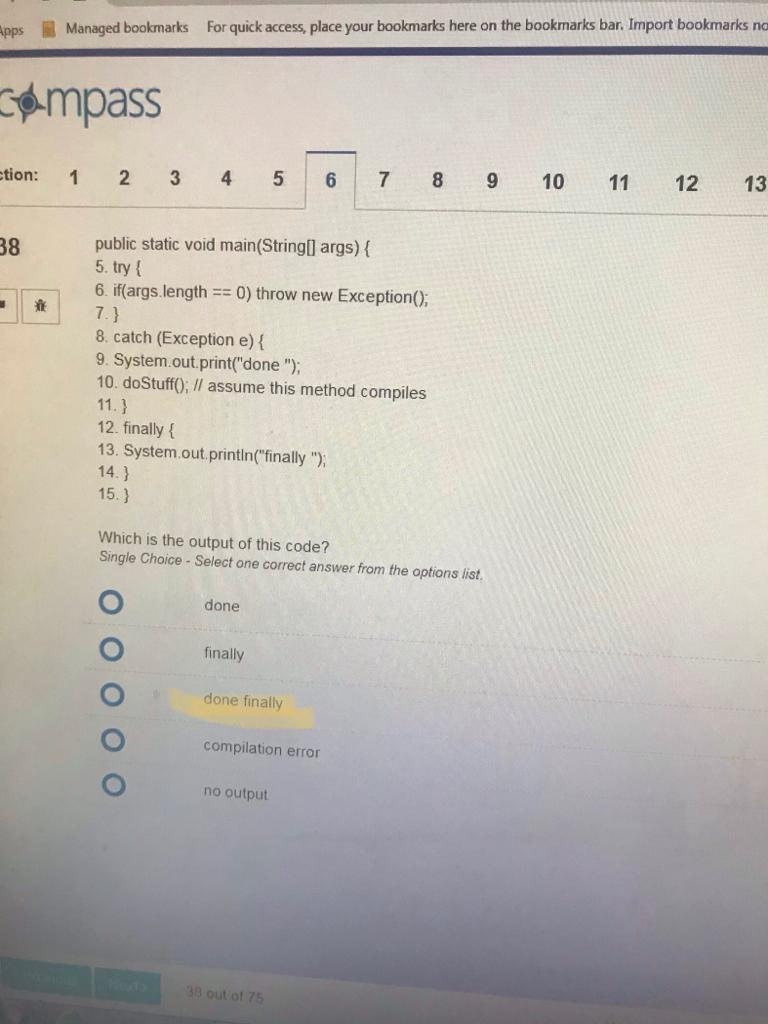 Apps Managed bookmarks For quick access, place your bookmarks here on the bookmarks bar. Import bookmarks no
compass
ction: 1 2 3 4 5 6 7 8 9 10 11 12 13
38
public static void main(String[] args) {
5. try {
6. if(args.length == 0) throw new Exception();
7. }
8. catch (Exception e) {
9. System.out.print("done ");
10. doStuff(); // assume this method compiles
11. }
12. finally {
13. System.out.println("finally ");
14. }
15. }
Which is the output of this code?
Single Choice - Select one correct answer from the options list.
done
finally
done finally
compilation error
no output
Next > 38 out of 75